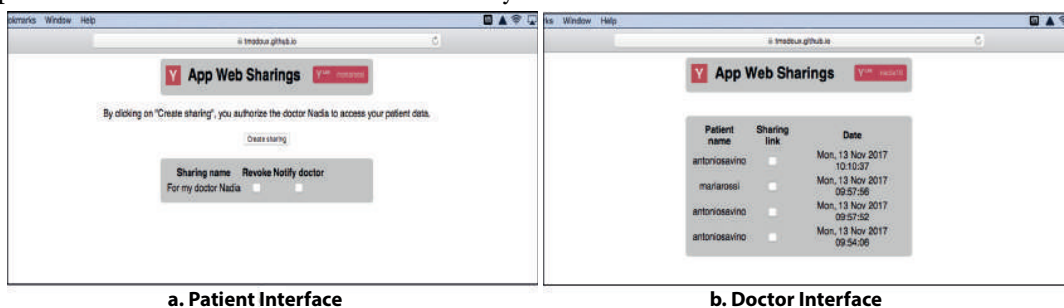 okmarks Window Help
tmadoux.github.io
Y App Web Sharings
By clicking on "Create sharing", you authorize the doctor Nadia to access your patient data.
Create sharing
Sharing name Revoke Notify doctor
For my doctor Nadia
a. Patient Interface
rks Window Help
tmadoux.github.io
Y App Web Sharings
Patient name Sharing link Date
antoniosavino Mon, 13 Nov 2017
10:10:37
mariarossi Mon, 13 Nov 2017
09:57:56
antoniosavino Mon, 13 Nov 2017
09:57:52
antoniosavino Mon, 13 Nov 2017
09:54:06
b. Doctor Interface